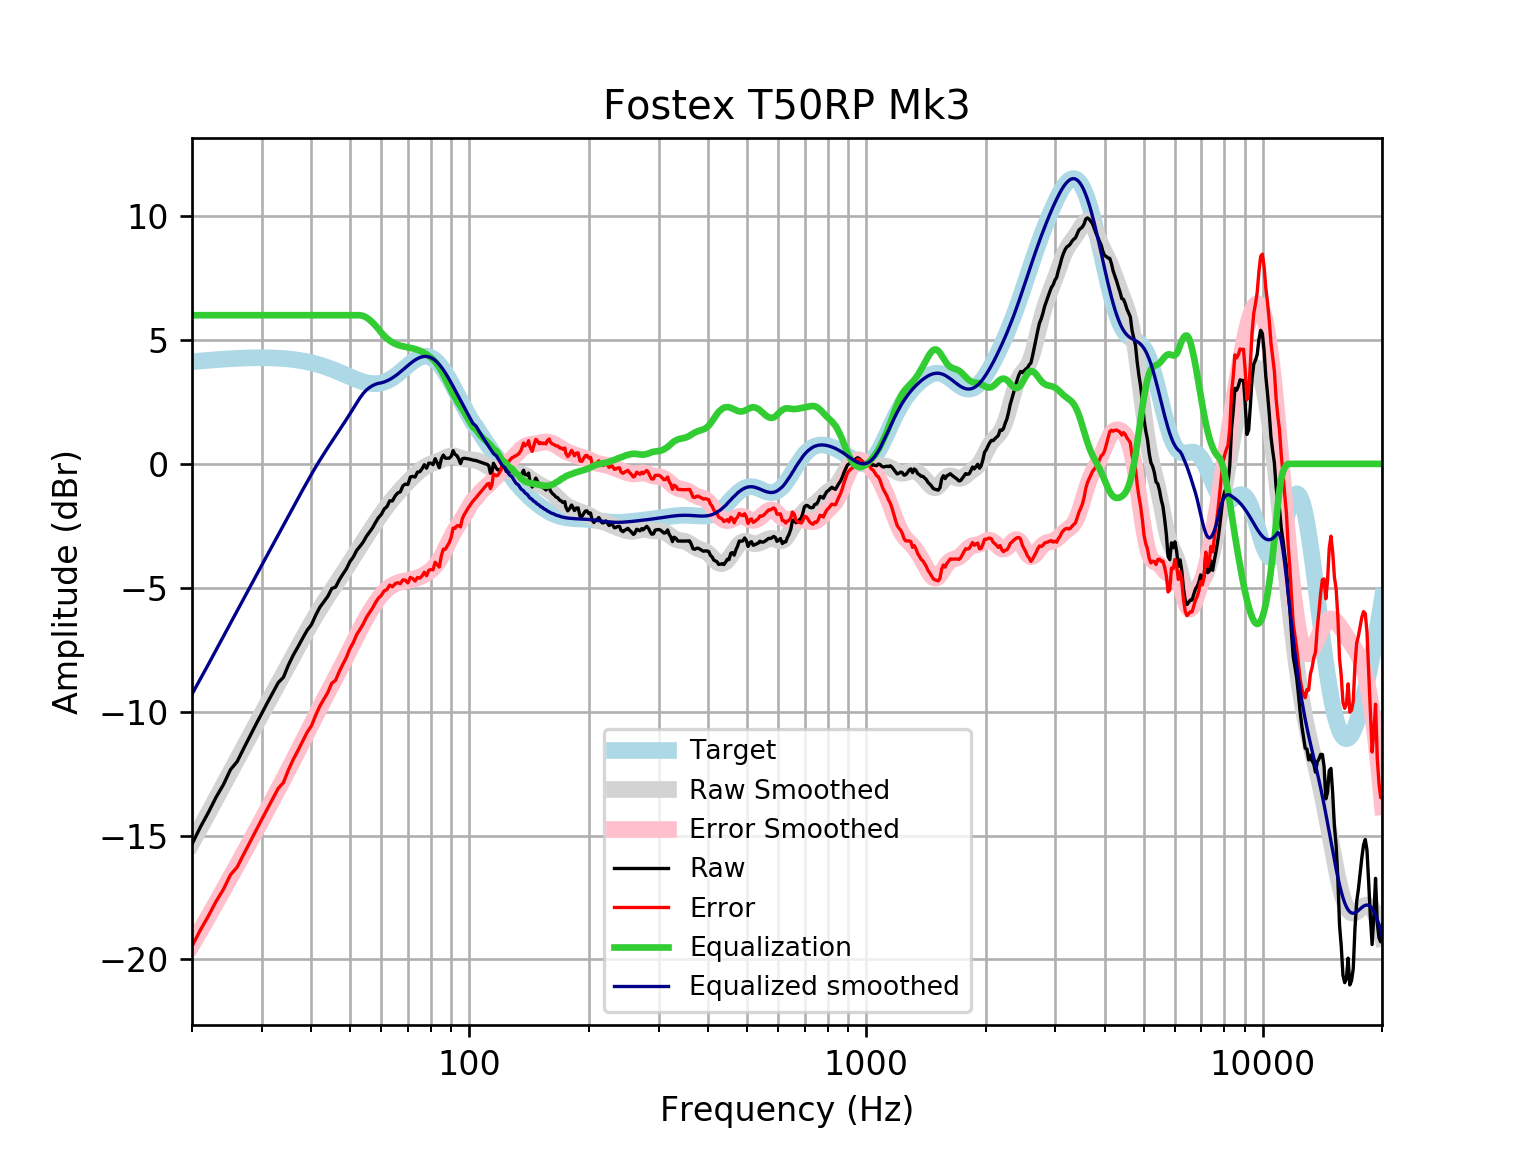 Fostex T50RP Mk3
Amplitude (dBr)
10
5
0
−5
−10
−15
−20
Target
Raw Smoothed
Error Smoothed
Raw
Error
Equalization
Equalized smoothed
100
1000
10000
Frequency (Hz)